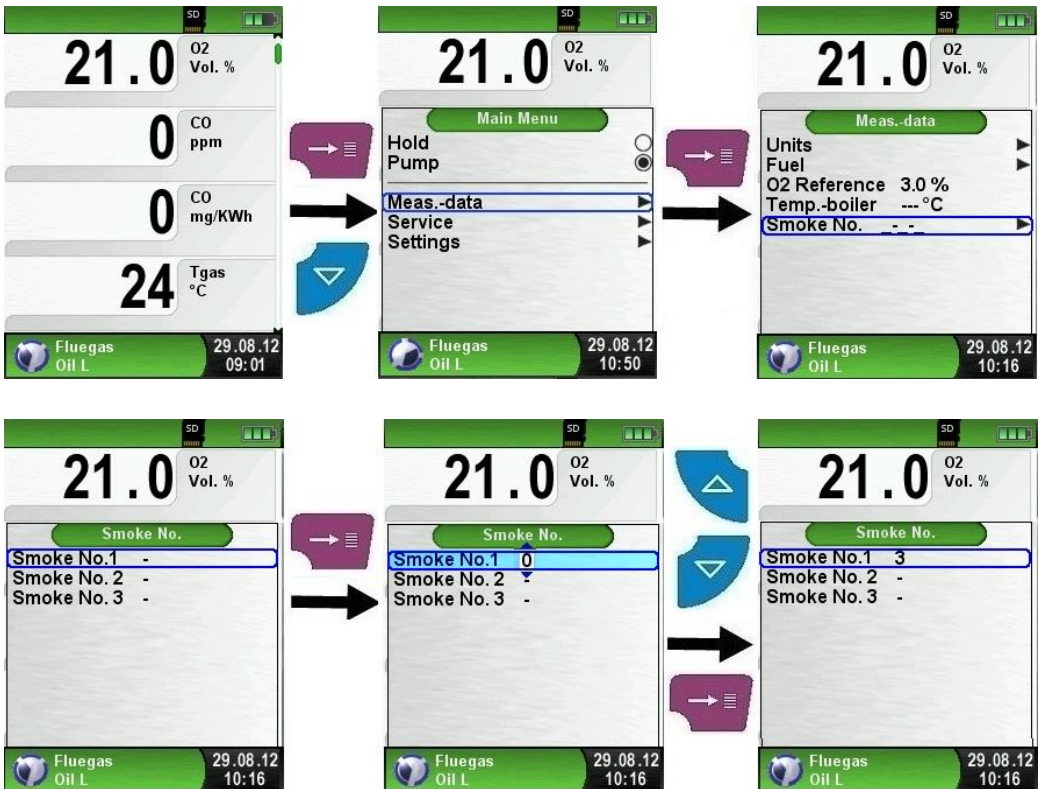 SD
21.0 O2 Vol. %
0 CO ppm
0 CO mg/KWh
24 Tgas °C
Fluegas 29.08.12
Oil L 09:01
SD
21.0 O2 Vol. %
Main Menu
Hold
Pump
Meas.-data
Service
Settings
Fluegas 29.08.12
Oil L 10:50
SD
21.0 O2 Vol. %
Meas.-data
Units
Fuel
O2 Reference 3.0 %
Temp.-boiler --- °C
Smoke No. _-_-_
Fluegas 29.08.12
Oil L 10:16
SD
21.0 O2 Vol. %
Smoke No.
Smoke No.1 -
Smoke No. 2 -
Smoke No. 3 -
Fluegas 29.08.12
Oil L 10:16
SD
21.0 O2 Vol. %
Smoke No.
Smoke No.1 0
Smoke No. 2 -
Smoke No. 3 -
Fluegas 29.08.12
Oil L 10:16
SD
21.0 O2 Vol. %
Smoke No.
Smoke No.1 3
Smoke No. 2 -
Smoke No. 3 -
Fluegas 29.08.12
Oil L 10:16